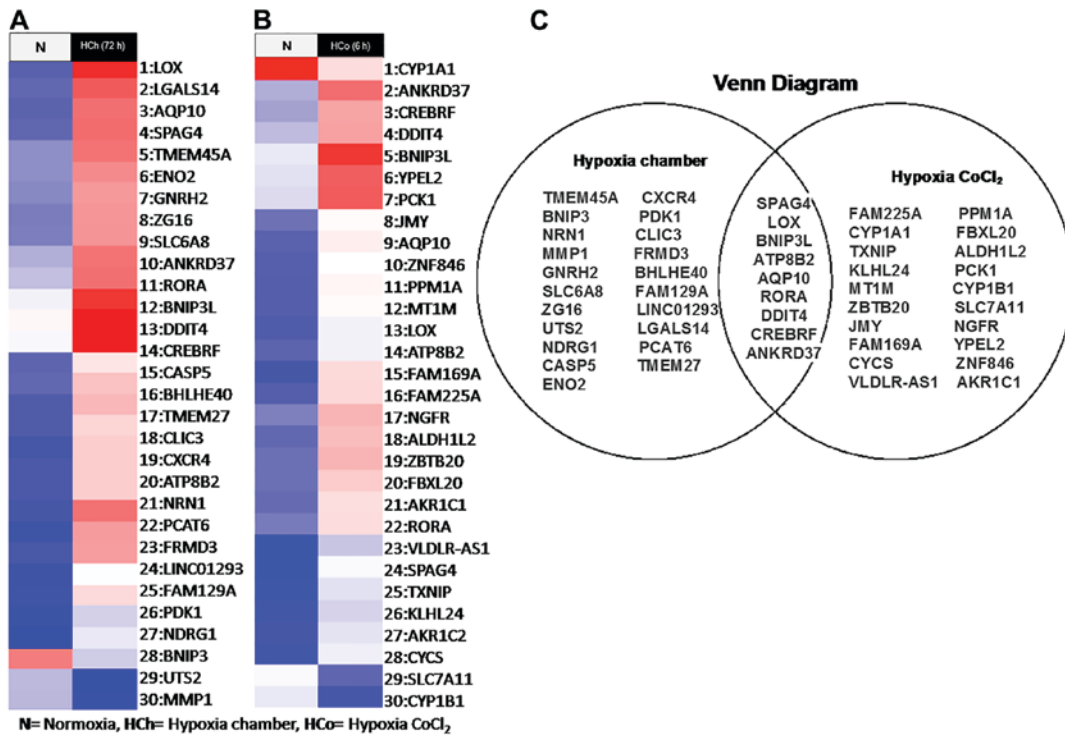 A
N
HCh (72 h)
1:LOX
2:LGALS14
3:AQP10
4:SPAG4
5:TMEM45A
6:ENO2
7:GNRH2
8:ZG16
9:SLC6A8
10:ANKRD37
11:RORA
12:BNIP3L
13:DDIT4
14:CREBRF
15:CASP5
16:BHLHE40
17:TMEM27
18:CLIC3
19:CXCR4
20:ATP8B2
21:NRN1
22:PCAT6
23:FRMD3
24:LINC01293
25:FAM129A
26:PDK1
27:NDRG1
28:BNIP3
29:UTS2
30:MMP1
B
N
HCo (6 h)
1:CYP1A1
2:ANKRD37
3:CREBRF
4:DDIT4
5:BNIP3L
6:YPEL2
7:PCK1
8:JMY
9:AQP10
10:ZNF846
11:PPM1A
12:MT1M
13:LOX
14:ATP8B2
15:FAM169A
16:FAM225A
17:NGFR
18:ALDH1L2
19:ZBTB20
20:FBXL20
21:AKR1C1
22:RORA
23:VLDLR-AS1
24:SPAG4
25:TXNIP
26:KLHL24
27:AKR1C2
28:CYCS
29:SLC7A11
30:CYP1B1
N= Normoxia, HCh= Hypoxia chamber, HCo= Hypoxia CoCl₂
C
Venn Diagram
Hypoxia chamber
TMEM45A CXCR4
BNIP3 PDK1
NRN1 CLIC3
MMP1 FRMD3
GNRH2 BHLHE40
SLC6A8 FAM129A
ZG16 LINC01293
UTS2 LGALS14
NDRG1 PCAT6
CASP5 TMEM27
ENO2
SPAG4
LOX
BNIP3L
ATP8B2
AQP10
RORA
DDIT4
CREBRF
ANKRD37
Hypoxia CoCl₂
FAM225A PPM1A
CYP1A1 FBXL20
TXNIP ALDH1L2
KLHL24 PCK1
MT1M CYP1B1
ZBTB20 SLC7A11
JMY NGFR
FAM169A YPEL2
CYCS ZNF846
VLDLR-AS1 AKR1C1